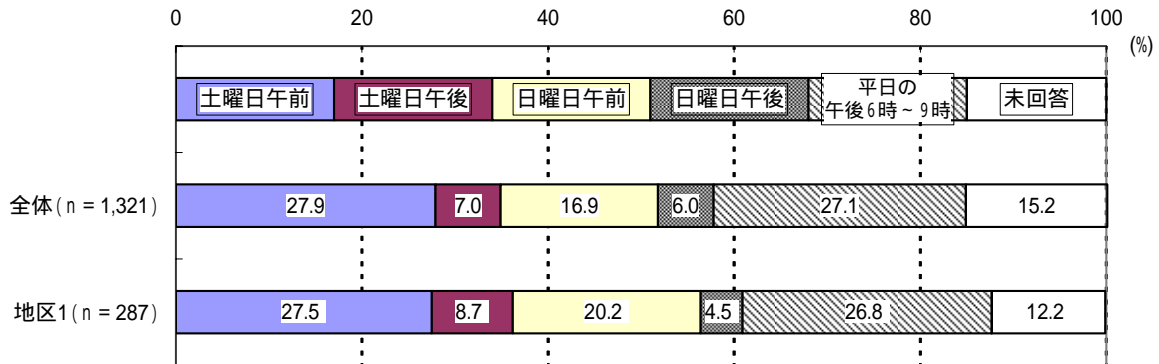 0 20 40 60 80 100
(%)
土曜日午前 土曜日午後 日曜日午前 日曜日午後 平日の
午後6時~9時 未回答
全体(n=1,321) 27.9 7.0 16.9 6.0 27.1 15.2
地区1(n=287) 27.5 8.7 20.2 4.5 26.8 12.2